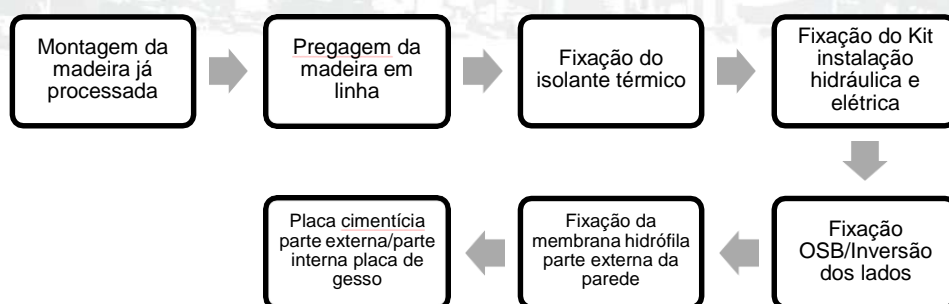 Montagem da
madeira já
processada
Pregagem da
madeira em
linha
Fixação do
isolante térmico
Fixação do Kit
instalação
hidráulica e
elétrica
Fixação
OSB/Inversão
dos lados
Fixação da
membrana hidrófila
parte externa da
parede
Placa cimentícia
parte externa/parte
interna placa de
gesso